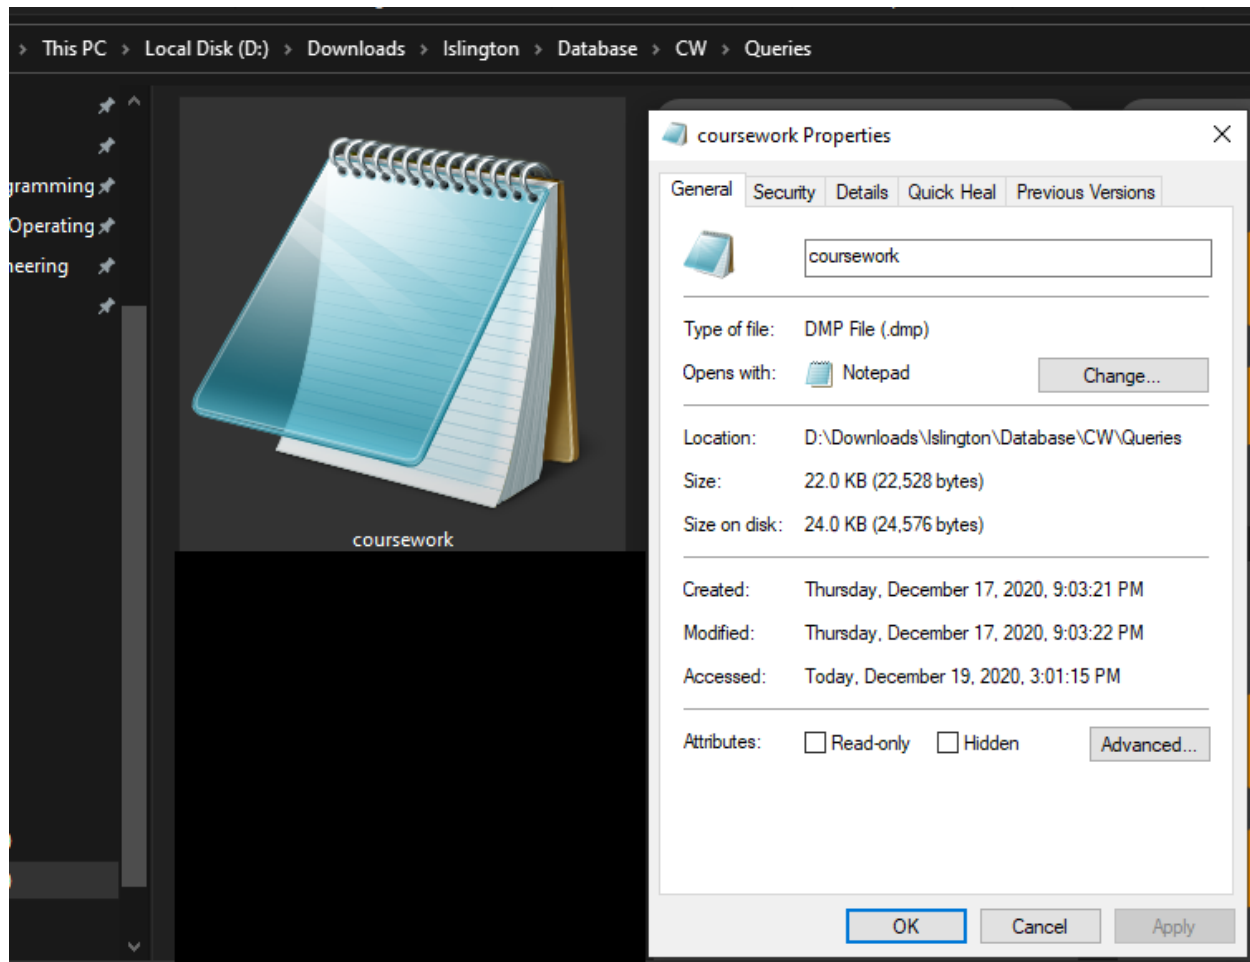 This PC > Local Disk (D:) > Downloads > Islington > Database > CW > Queries
gramming
Operating
neering
coursework
coursework Properties
General Security Details Quick Heal Previous Versions
coursework
Type of file: DMP File (.dmp)
Opens with: Notepad Change...
Location: D:\Downloads\Islington\Database\CW\Queries
Size: 22.0 KB (22,528 bytes)
Size on disk: 24.0 KB (24,576 bytes)
Created: Thursday, December 17, 2020, 9:03:21 PM
Modified: Thursday, December 17, 2020, 9:03:22 PM
Accessed: Today, December 19, 2020, 3:01:15 PM
Attributes: Read-only Hidden Advanced...
OK Cancel Apply